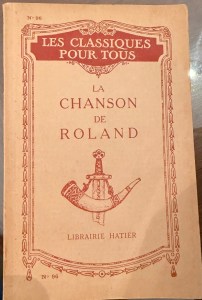 N° 96
LES CLASSIQUES
POUR TOUS
LA
CHANSON
DE
ROLAND
LIBRAIRIE HATIER
N° 96